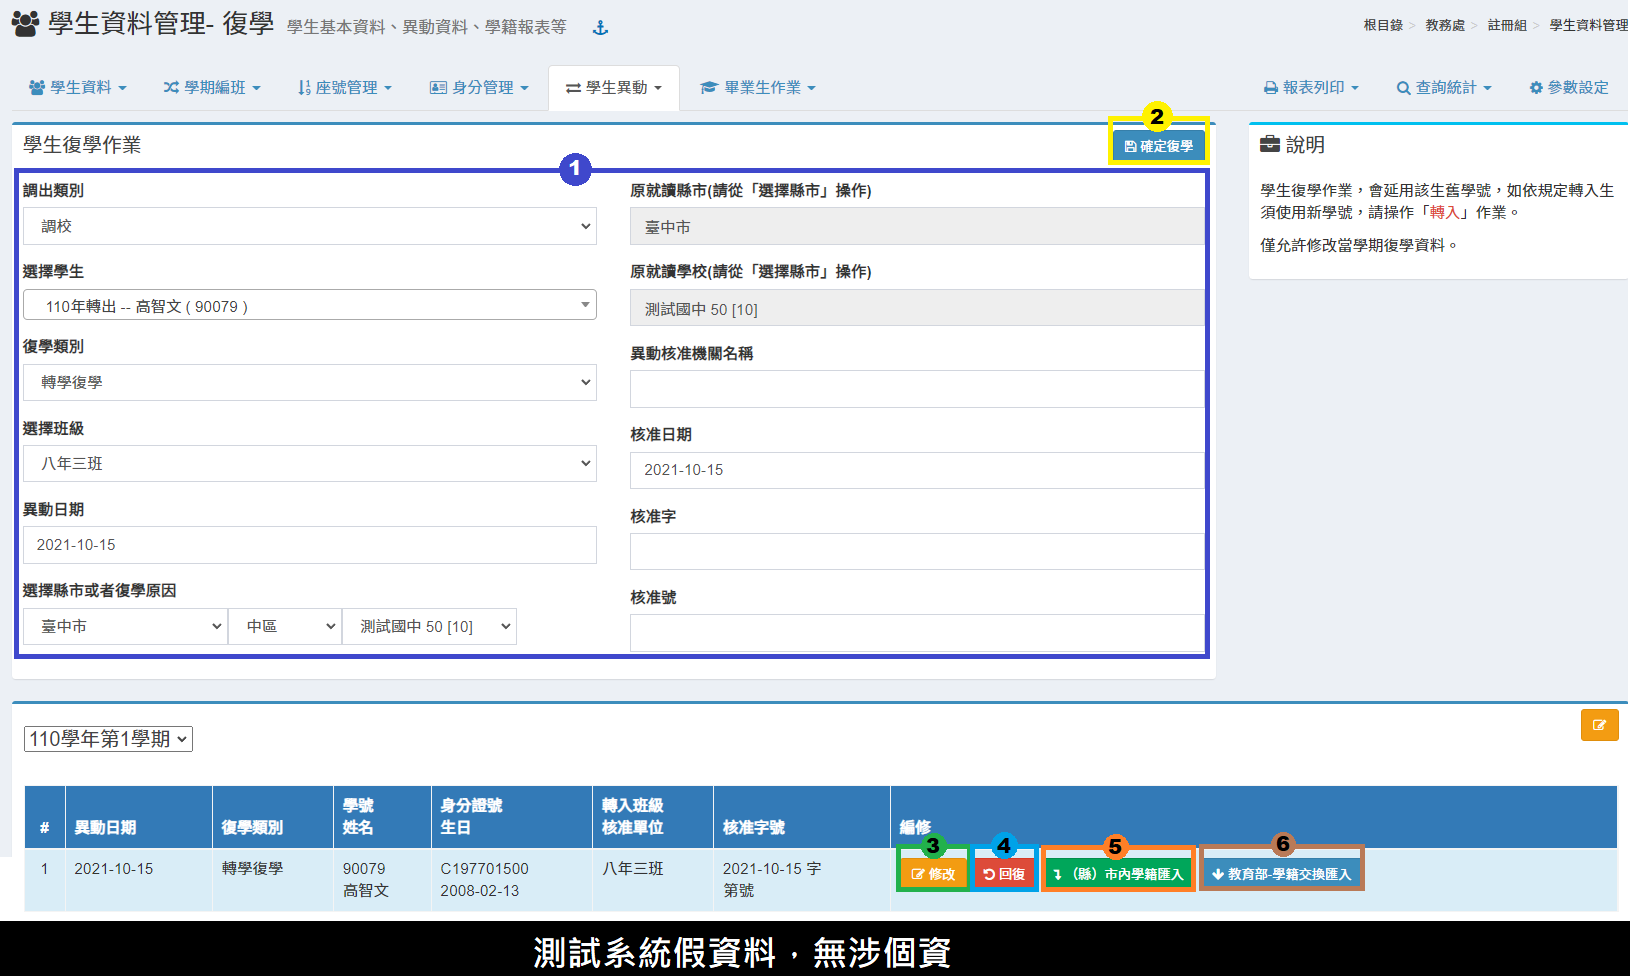 學生資料管理- 復學 學生基本資料、異動資料、學籍報表等
根目錄 > 教務處 > 註冊組 > 學生資料管理
學生資料 學期編班 座號管理 身分管理 學生異動 畢業生作業 報表列印 查詢統計 參數設定
學生復學作業
2
確定復學
1
調出類別
調校
選擇學生
110年轉出 -- 高智文 ( 90079 )
復學類別
轉學復學
選擇班級
八年三班
異動日期
2021-10-15
選擇縣市或者復學原因
臺中市 中區 測試國中 50 [10]
原就讀縣市(請從「選擇縣市」操作)
臺中市
原就讀學校(請從「選擇縣市」操作)
測試國中 50 [10]
異動核准機關名稱
核准日期
2021-10-15
核准字
核准號
說明
學生復學作業，會延用該生舊學號，如依規定轉入生
須使用新學號，請操作「轉入」作業。
僅允許修改當學期復學資料。
110學年第1學期
# 異動日期 復學類別 學號 姓名 身分證號 生日 轉入班級 核准單位 核准字號 編修
1 2021-10-15 轉學復學 90079 高智文 C197701500 2008-02-13 八年三班 2021-10-15 字 第號
3 4 5 6
修改 回復 （縣）市內學籍匯入 教育部-學籍交換匯入
測試系統假資料，無涉個資